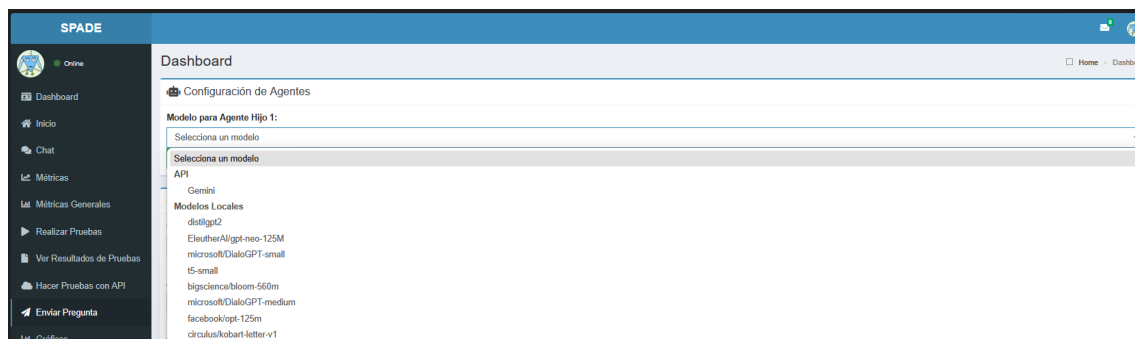 SPADE
0
Online
Dashboard
Home
Dashboard
Inicio
Chat
Métricas
Métricas Generales
Realizar Pruebas
Ver Resultados de Pruebas
Hacer Pruebas con API
Enviar Pregunta
Configuración de Agentes
Modelo para Agente Hijo 1:
Selecciona un modelo
Selecciona un modelo
API
Gemini
Modelos Locales
distilgpt2
EleutherAI/gpt-neo-125M
microsoft/DialoGPT-small
t5-small
bigscience/bloom-560m
microsoft/DialoGPT-medium
facebook/opt-125m
circulus/kobart-letter-v1